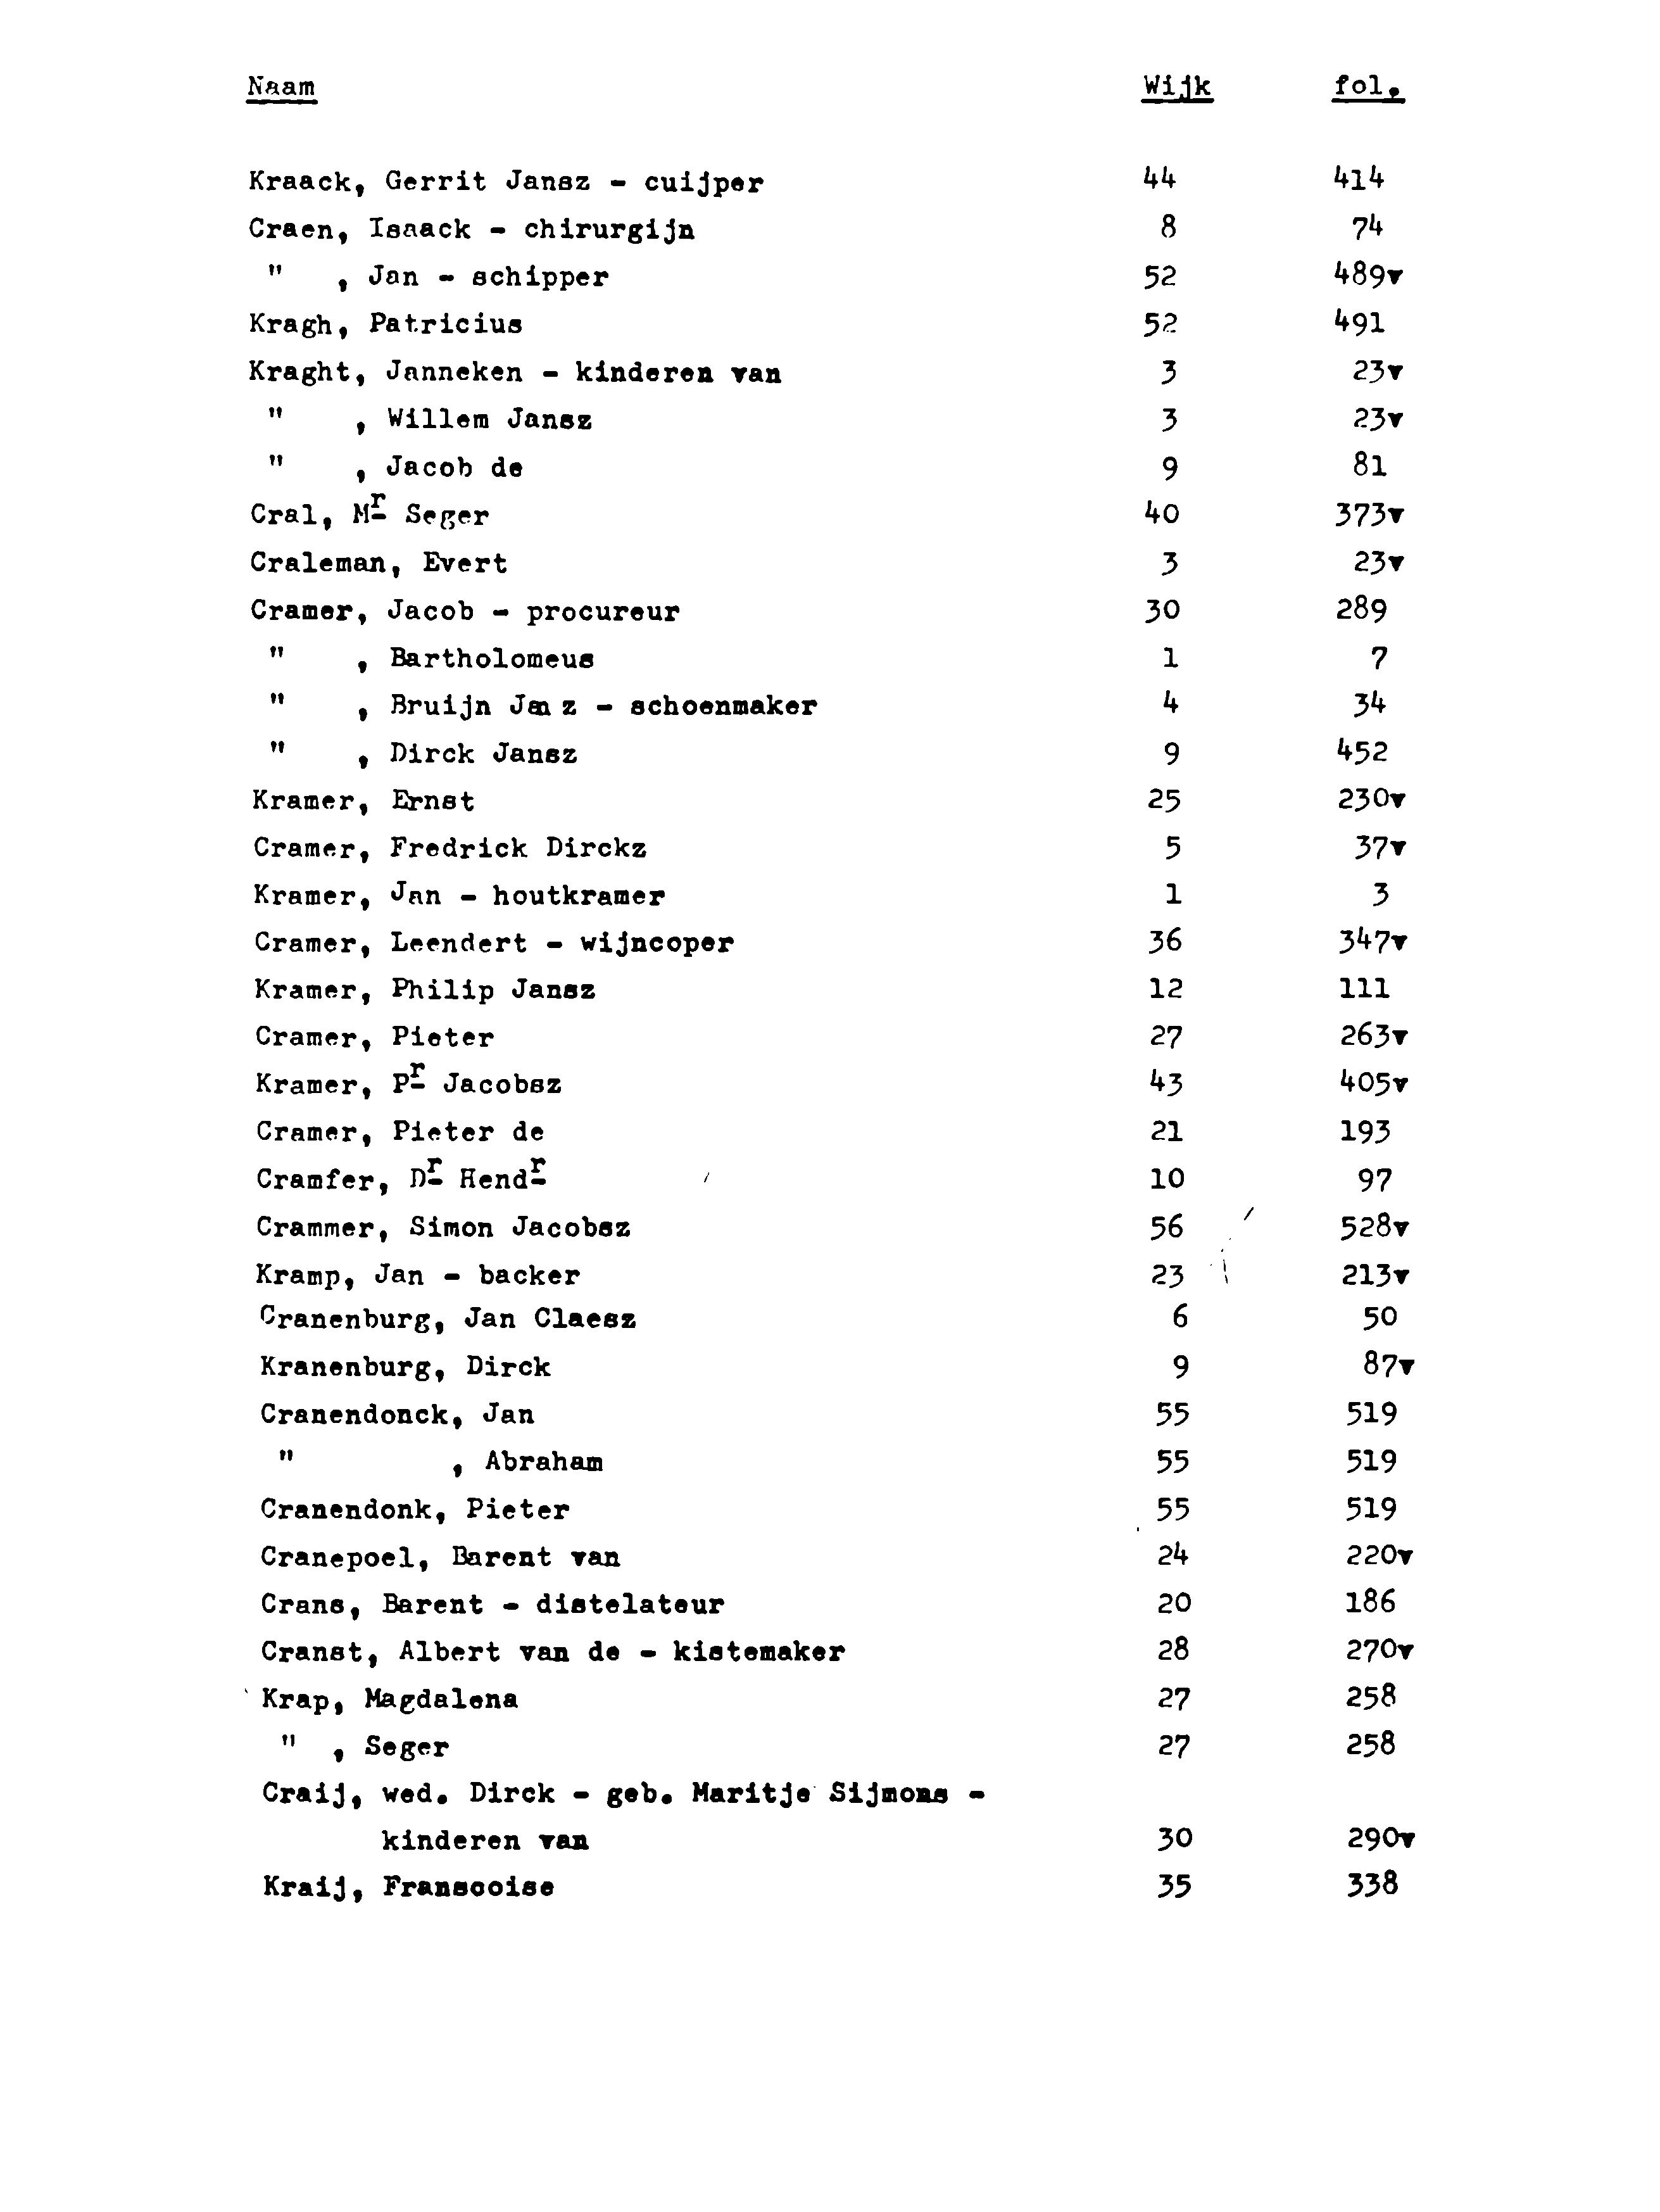 Naam Wijk fol.
Kraack, Gerrit Jansz - cuijper 44 414
Craen, Isaack - chirurgijn 8 74
" , Jan - schipper 52 489v
Kragh, Patricius 52 491
Kraght, Janneken - kinderen van 3 23v
" , Willem Jansz 3 23v
" , Jacob de 9 81
Cral, Mr Seger 40 373v
Craleman, Evert 3 23v
Cramer, Jacob - procureur 30 289
" , Bartholomeus 1 7
" , Bruijn Jan z - schoenmaker 4 34
" , Dirck Jansz 9 452
Kramer, Ernst 25 230v
Cramer, Fredrick Dirckz 5 37v
Kramer, Jan - houtkramer 1 3
Cramer, Leendert - wijncoper 36 347v
Kramer, Philip Jansz 12 111
Cramer, Pieter 27 263v
Kramer, Pr Jacobsz 43 405v
Cramer, Pieter de 21 193
Cramfer, Dr Hendr 10 97
Crammer, Simon Jacobsz 56 528v
Kramp, Jan - backer 23 213v
Cranenburg, Jan Claesz 6 50
Kranenburg, Dirck 9 87v
Cranendonck, Jan 55 519
" , Abraham 55 519
Cranendonk, Pieter 55 519
Cranepoel, Barent van 24 220v
Crans, Barent - distelateur 20 186
Cranst, Albert van de - kistemaker 28 270v
Krap, Magdalena 27 258
" , Seger 27 258
Craij, wed. Dirck - geb. Maritje Sijmons -
kinderen van 30 290v
Kraij, Franscoise 35 338